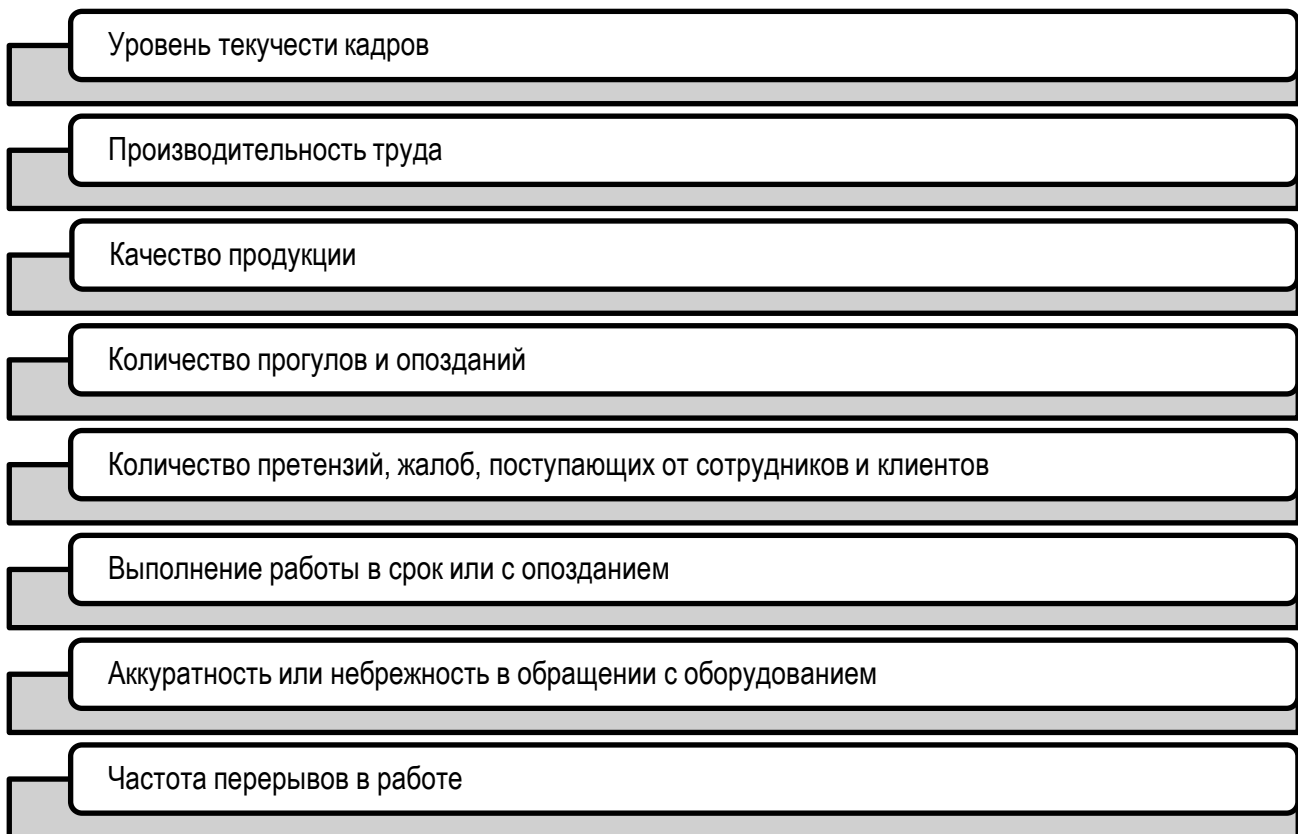 Уровень текучести кадров
Производительность труда
Качество продукции
Количество прогулов и опозданий
Количество претензий, жалоб, поступающих от сотрудников и клиентов
Выполнение работы в срок или с опозданием
Аккуратность или небрежность в обращении с оборудованием
Частота перерывов в работе